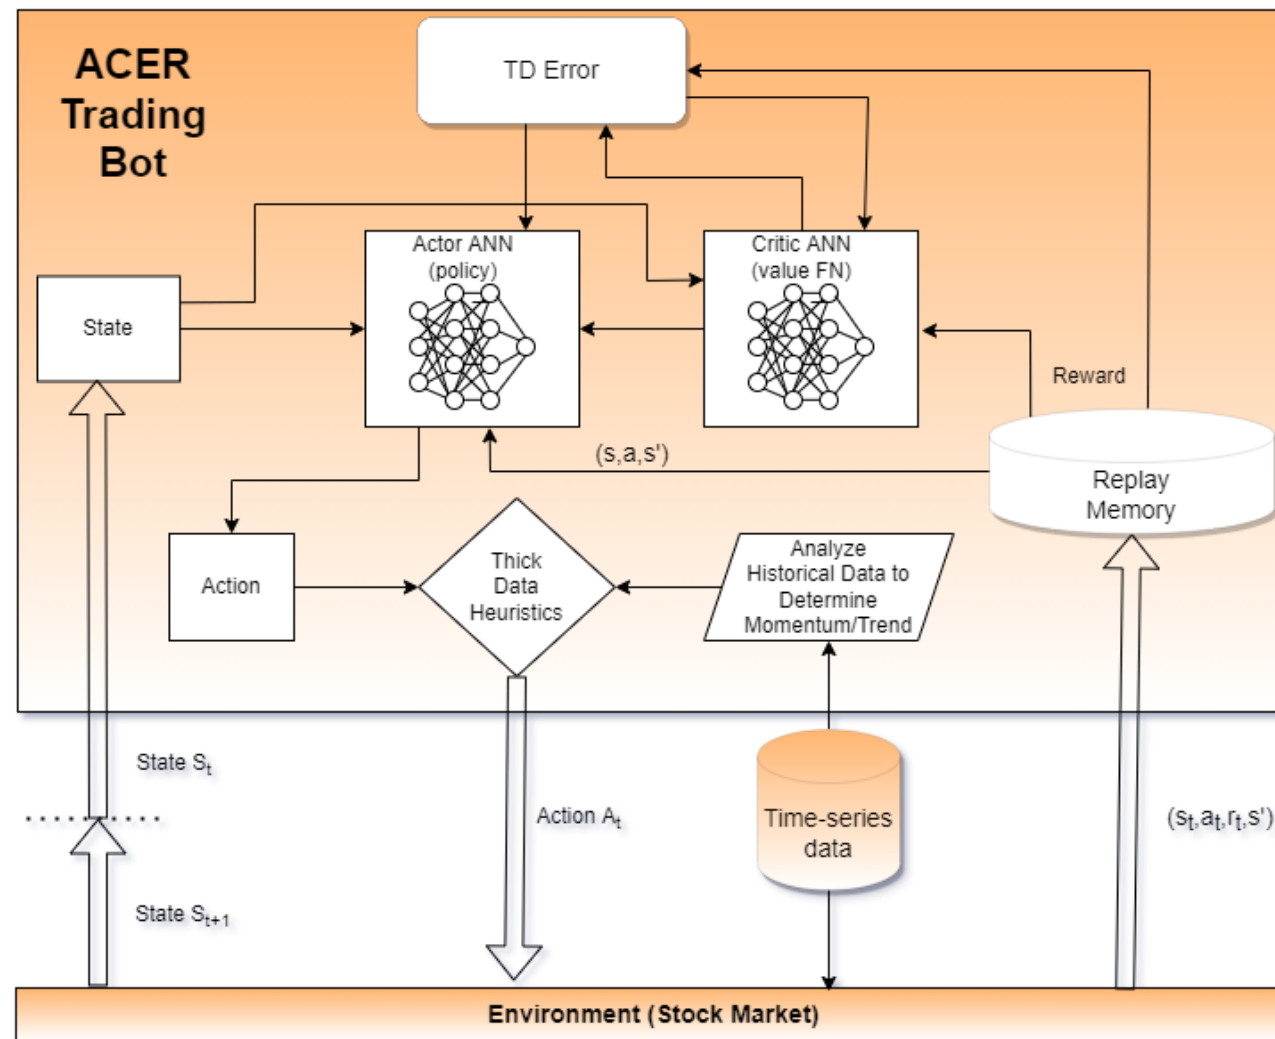 ACER
Trading
Bot
TD Error
Actor ANN
(policy)
Critic ANN
(value FN)
State
Reward
(s,a,s')
Replay
Memory
Action
Thick
Data
Heuristics
Analyze
Historical Data to
Determine
Momentum/Trend
State Sₜ
Action Aₜ
Time-series
data
(sₜ,aₜ,rₜ,s')
State Sₜ₊₁
Environment (Stock Market)